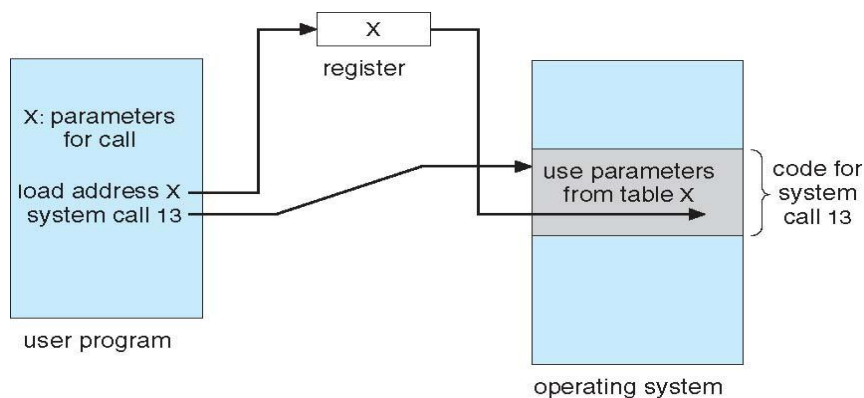 X
register
X: parameters
for call
load address X
system call 13
use parameters
from table X
code for
system
call 13
user program
operating system